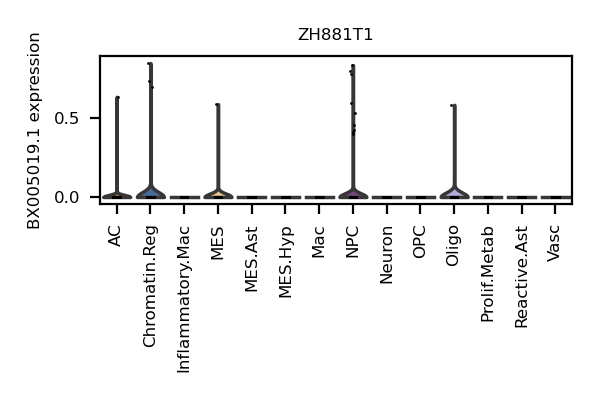 ZH881T1
BX005019.1 expression
0.5
0.0
AC
Chromatin.Reg
Inflammatory.Mac
MES
MES.Ast
MES.Hyp
Mac
NPC
Neuron
OPC
Oligo
Prolif.Metab
Reactive.Ast
Vasc